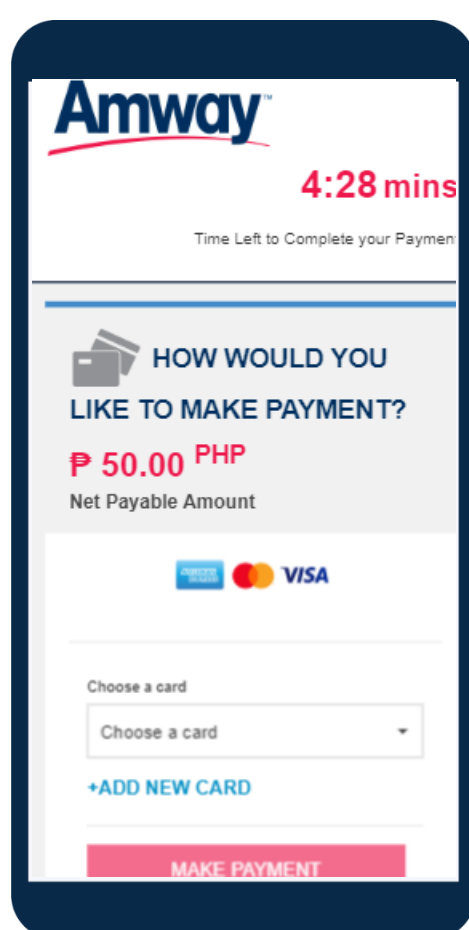 Amway™
4:28 mins
Time Left to Complete your Paymen
HOW WOULD YOU
LIKE TO MAKE PAYMENT?
₱ 50.00 PHP
Net Payable Amount
VISA
Choose a card
Choose a card
+ADD NEW CARD
MAKE PAYMENT